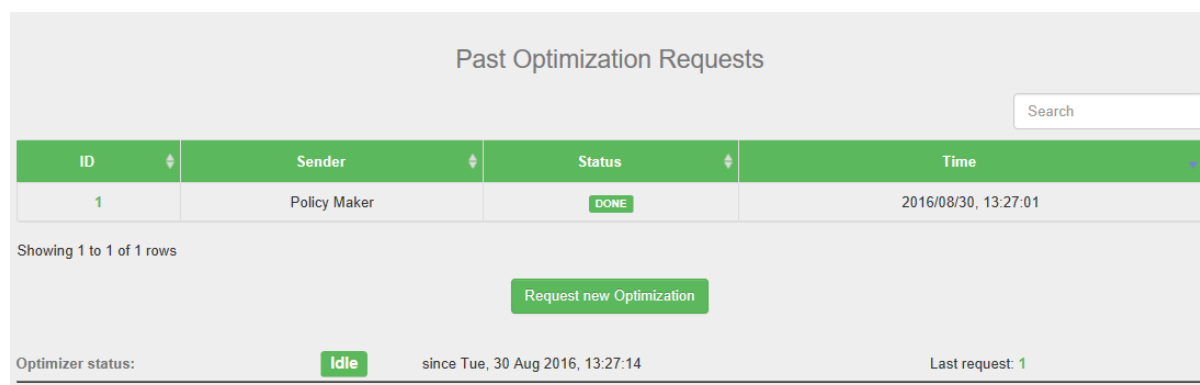 Past Optimization Requests
Search
ID Sender Status Time
1 Policy Maker DONE 2016/08/30, 13:27:01
Showing 1 to 1 of 1 rows
Request new Optimization
Optimizer status: Idle since Tue, 30 Aug 2016, 13:27:14 Last request: 1